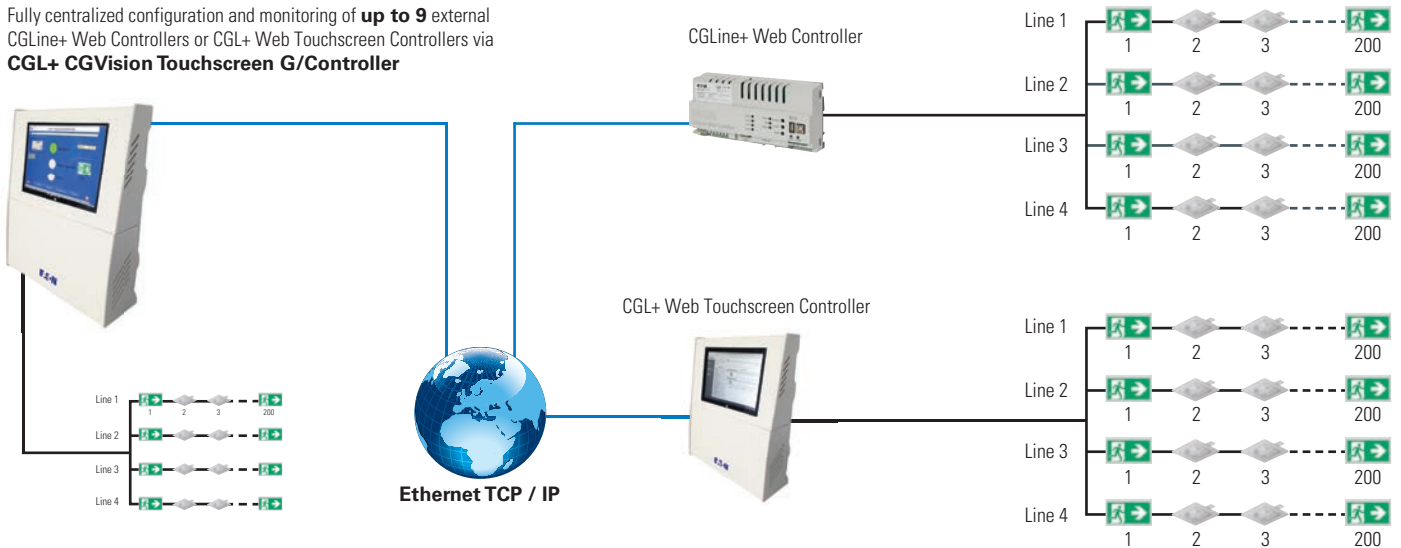 Fully centralized configuration and monitoring of up to 9 external
CGLine+ Web Controllers or CGL+ Web Touchscreen Controllers via
CGL+ CGVision Touchscreen G/Controller
CGLine+ Web Controller
Line 1
1 2 3 200
Line 2
1 2 3 200
Line 3
1 2 3 200
Line 4
1 2 3 200
CGL+ Web Touchscreen Controller
Line 1
1 2 3 200
Line 2
1 2 3 200
Line 3
1 2 3 200
Line 4
1 2 3 200
EATON
Line 1
1 2 3 200
Line 2
Line 3
Line 4
Ethernet TCP / IP
EATON